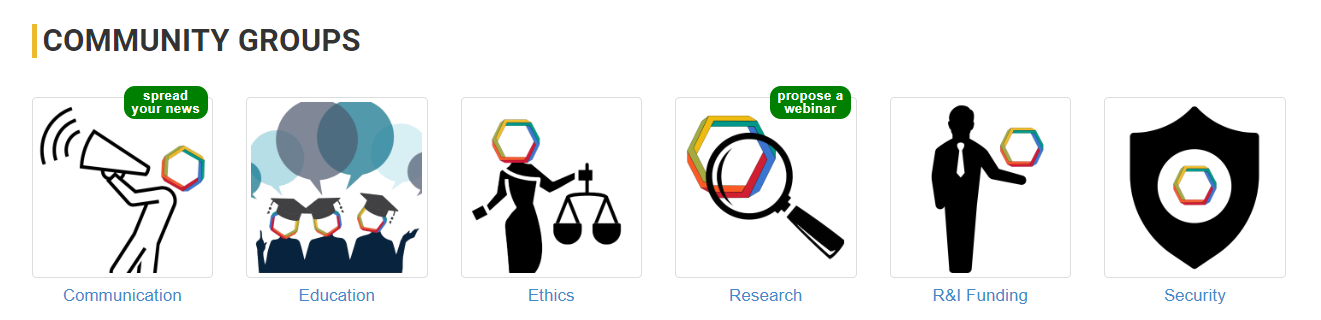 COMMUNITY GROUPS
spread
your news
propose a
webinar
Communication
Education
Ethics
Research
R&I Funding
Security